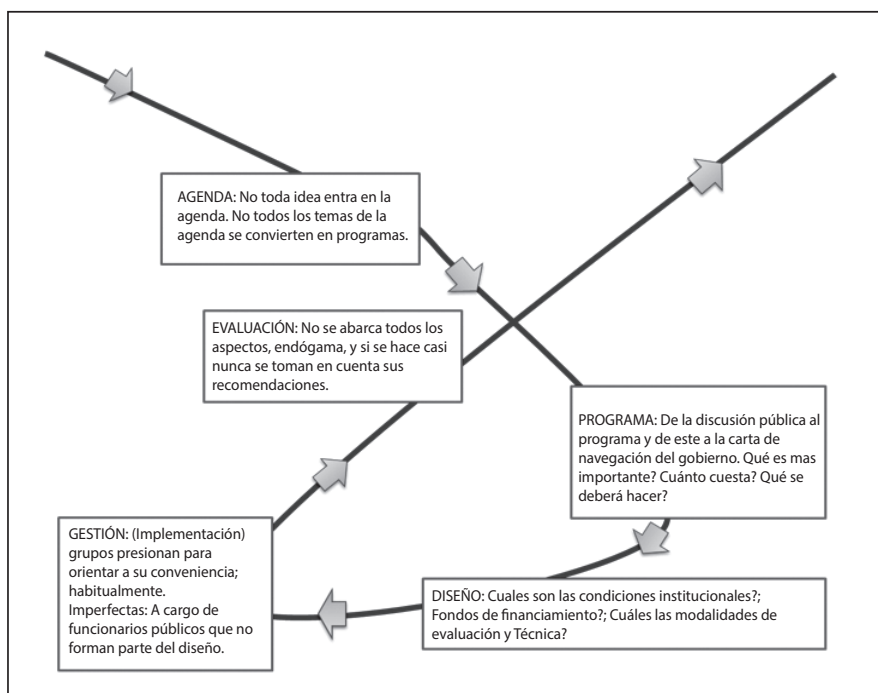 AGENDA: No toda idea entra en la
agenda. No todos los temas de la
agenda se convierten en programas.
EVALUACIÓN: No se abarca todos los
aspectos, endógama, y si se hace casi
nunca se toman en cuenta sus
recomendaciones.
PROGRAMA: De la discusión pública al
programa y de este a la carta de
navegación del gobierno. Qué es mas
importante? Cuánto cuesta? Qué se
deberá hacer?
DISEÑO: Cuales son las condiciones institucionales?;
Fondos de financiamiento?; Cuáles las modalidades de
evaluación y Técnica?
GESTIÓN: (Implementación)
grupos presionan para
orientar a su conveniencia;
habitualmente.
Imperfectas: A cargo de
funcionarios públicos que no
forman parte del diseño.